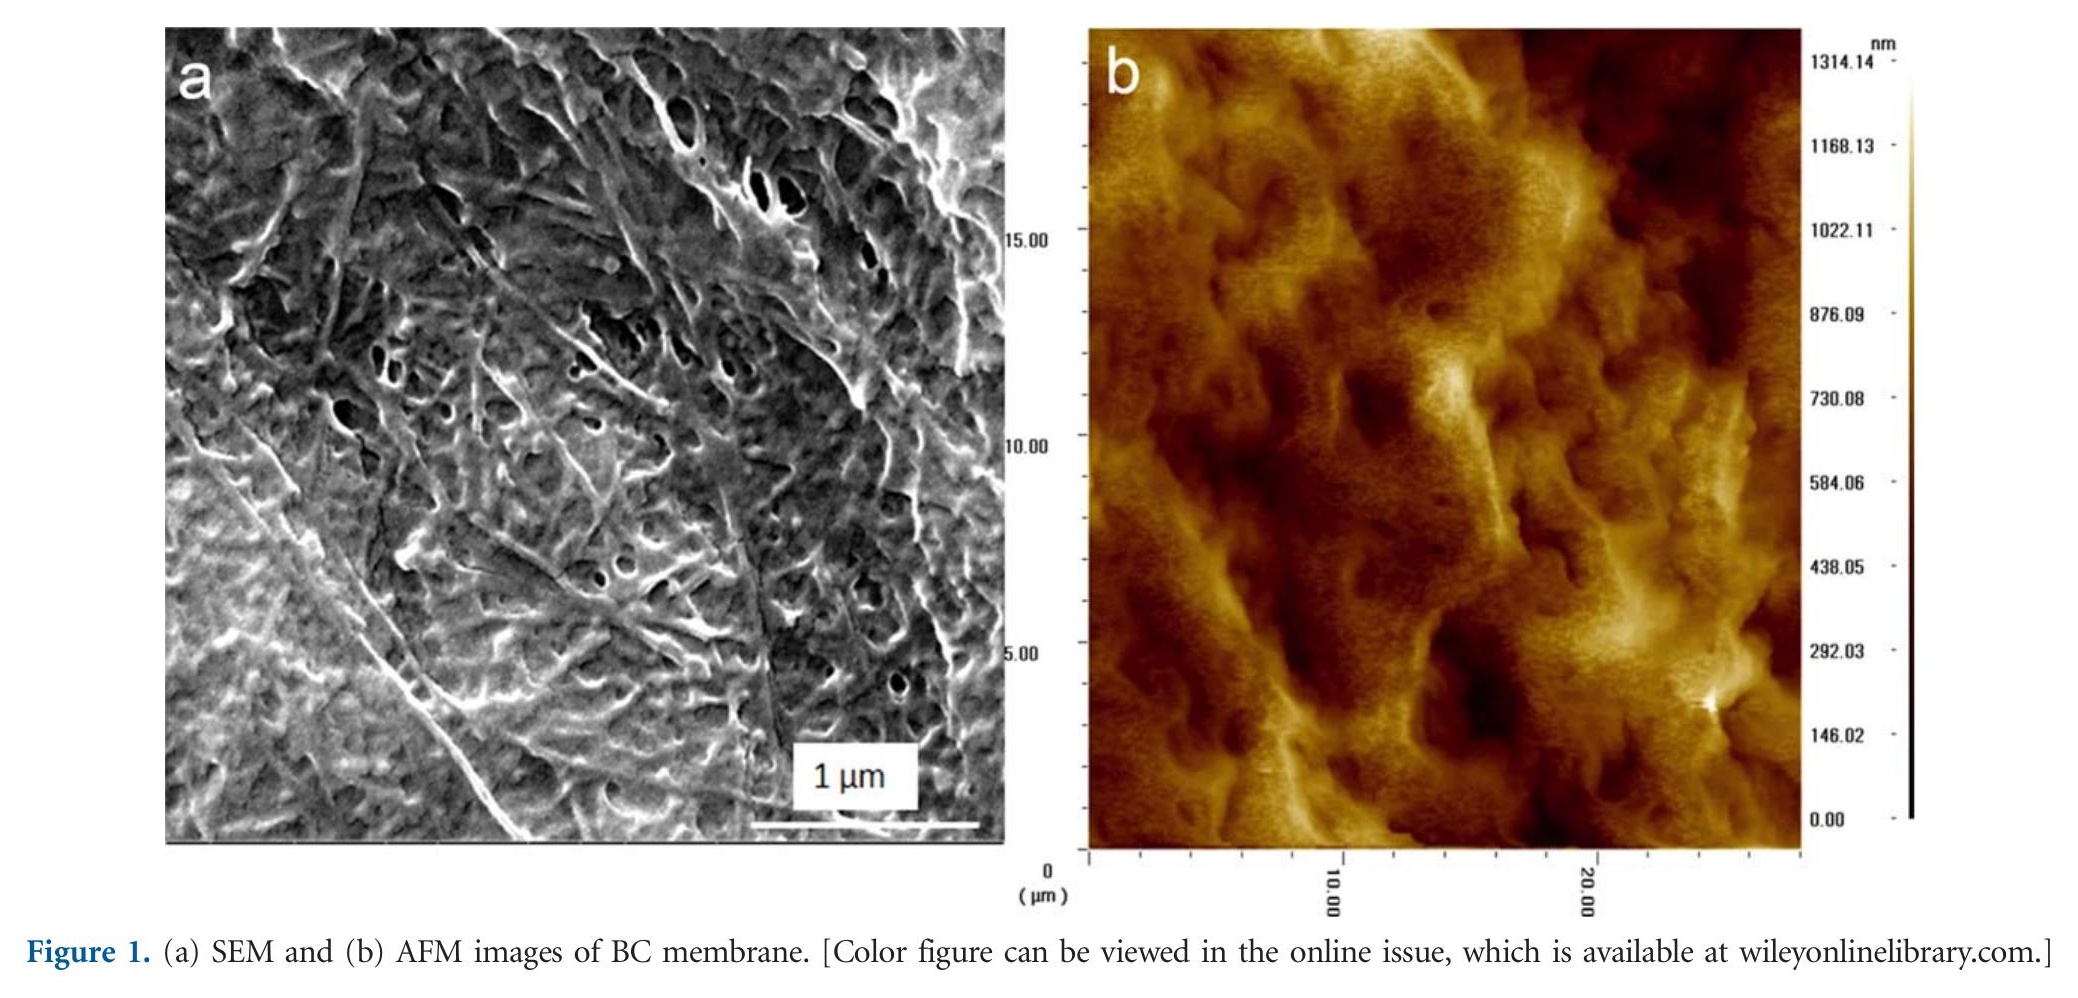 a
1 µm
b
15.00
10.00
5.00
0
(µm)
10.00
20.00
nm
1314.14
1168.13
1022.11
876.09
730.08
584.06
438.05
292.03
146.02
0.00
Figure 1. (a) SEM and (b) AFM images of BC membrane. [Color figure can be viewed in the online issue, which is available at wileyonlinelibrary.com.]